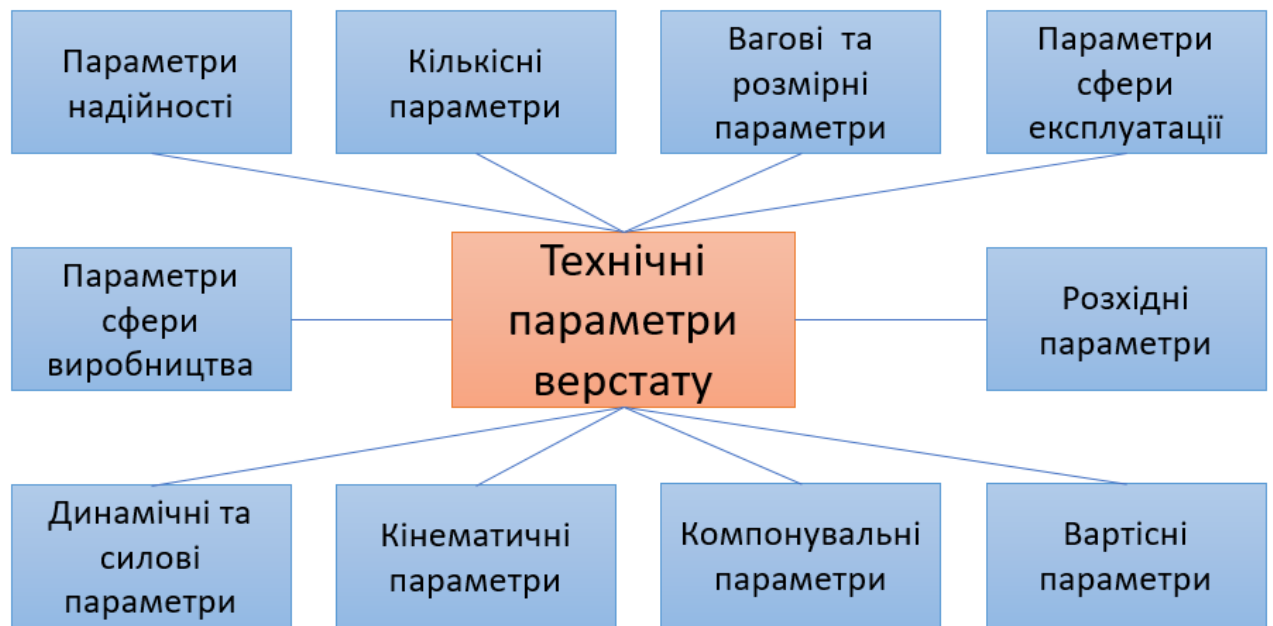 Параметри
надійності
Кількісні
параметри
Вагові та
розмірні
параметри
Параметри
сфери
експлуатації
Параметри
сфери
виробництва
Технічні
параметри
верстату
Розхідні
параметри
Динамічні та
силові
параметри
Кінематичні
параметри
Компонувальні
параметри
Вартісні
параметри